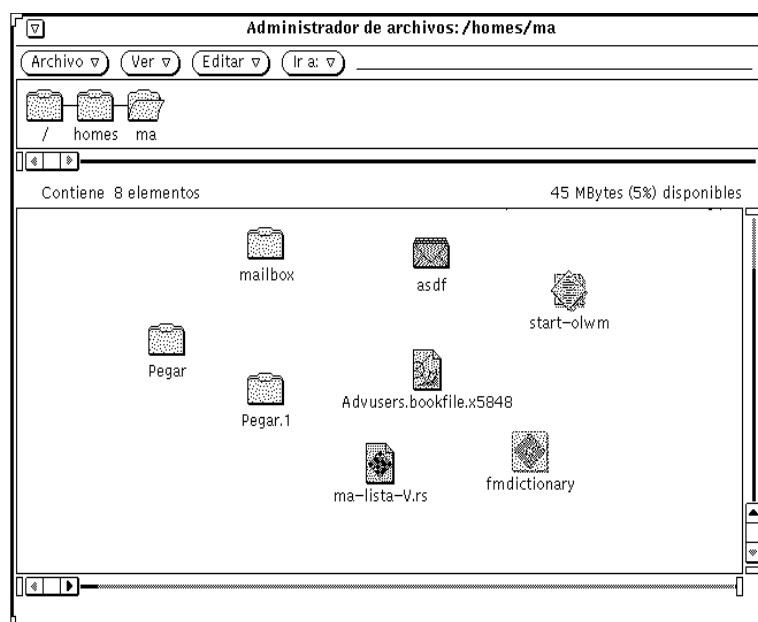 Administrador de archivos: /homes/ma
Archivo Ver Editar Ir a:
/ homes ma
Contiene 8 elementos 45 MBytes (5%) disponibles
mailbox
asdf
start-olwm
Pegar
Advusers.bookfile.x5848
Pegar.1
fmdictionary
ma-lista-V.rs